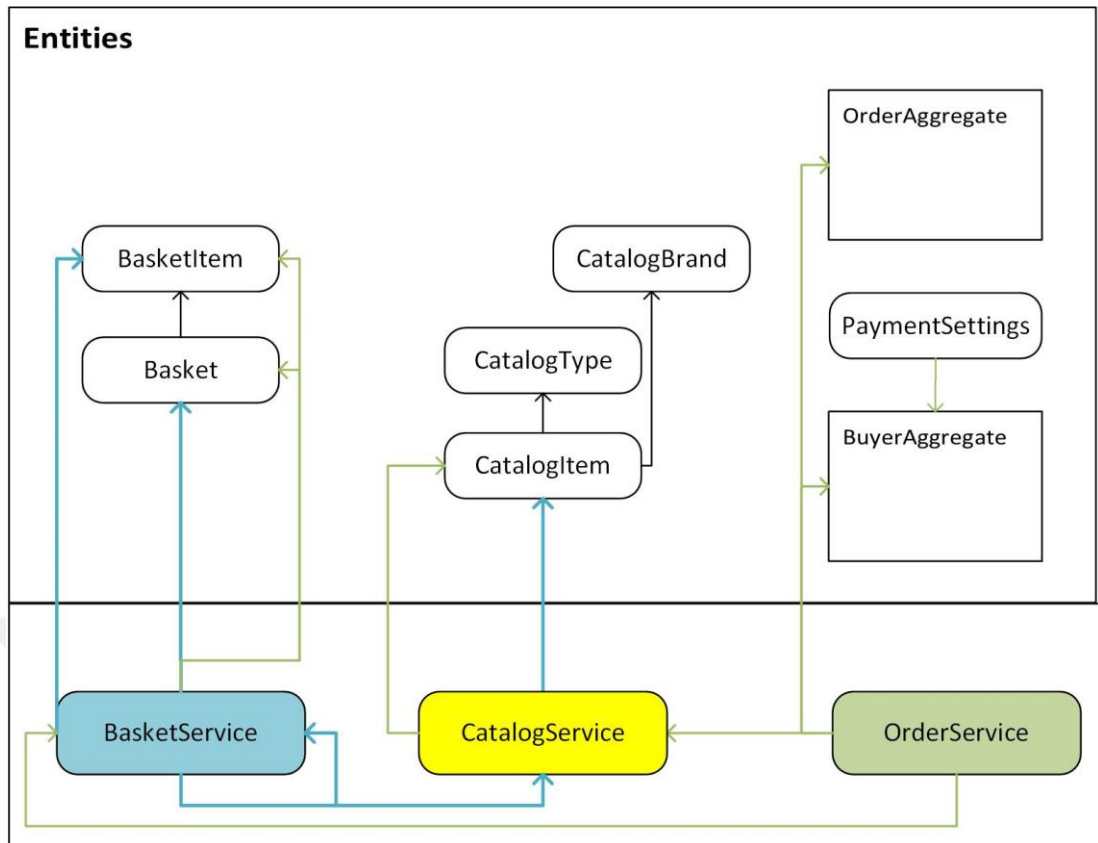 Entities
OrderAggregate
BasketItem
CatalogBrand
PaymentSettings
Basket
CatalogType
BuyerAggregate
CatalogItem
BasketService
CatalogService
OrderService